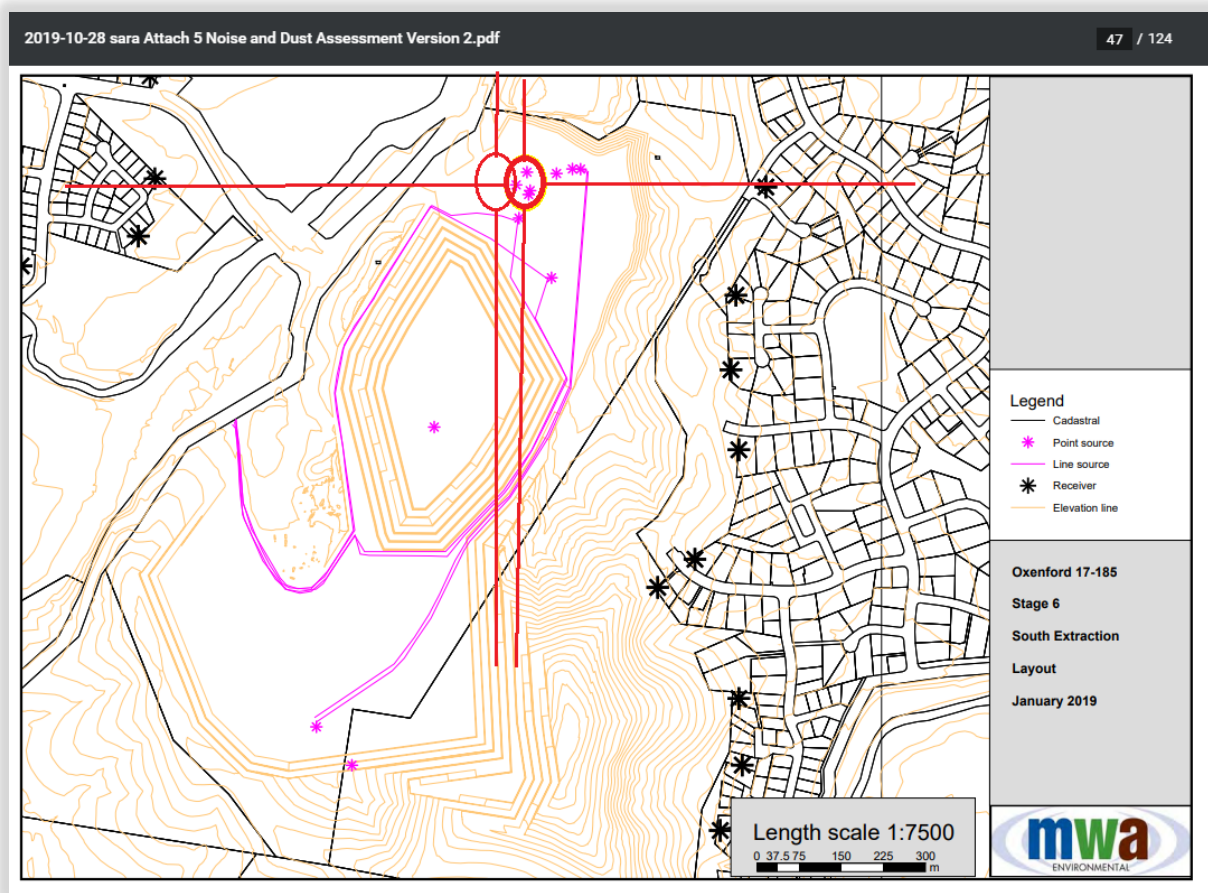 2019-10-28 sara Attach 5 Noise and Dust Assessment Version 2.pdf
47 / 124
Legend
Cadastral
Point source
Line source
Receiver
Elevation line
Oxenford 17-185
Stage 6
South Extraction
Layout
January 2019
Length scale 1:7500
0 37.5 75 150 225 300
m
mwa
ENVIRONMENTAL